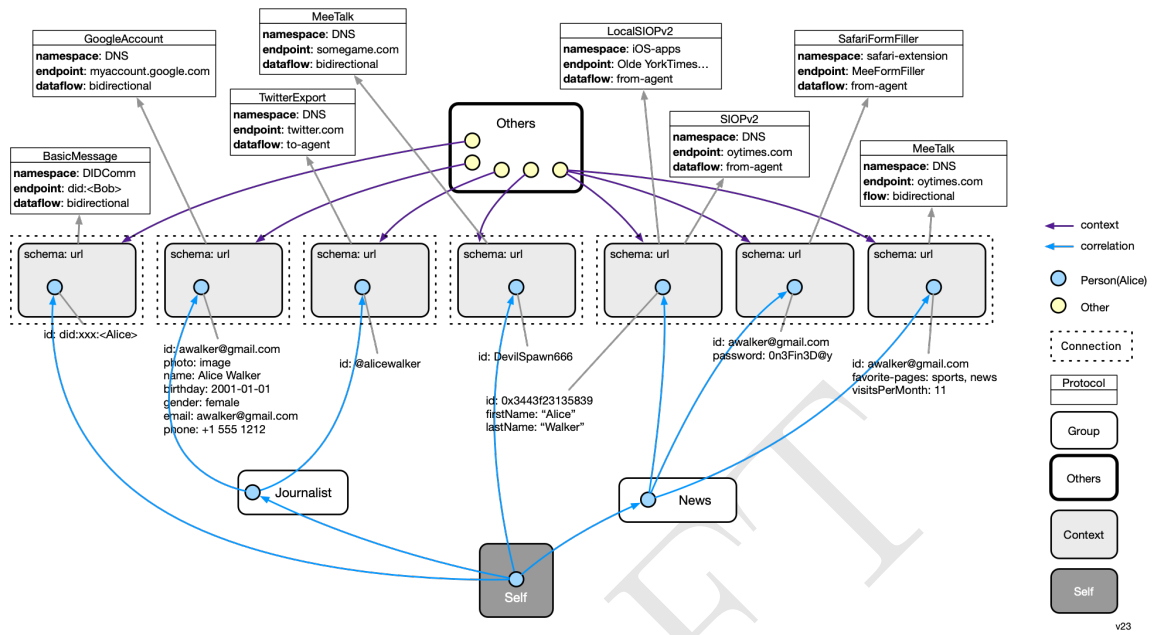 MeeTalk
namespace: DNS
endpoint: somegame.com
dataflow: bidirectional
GoogleAccount
namespace: DNS
endpoint: myaccount.google.com
dataflow: bidirectional
LocalSIOPv2
namespace: iOS-apps
endpoint: Olde YorkTimes...
dataflow: from-agent
SafariFormFiller
namespace: safari-extension
endpoint: MeeFormFiller
dataflow: from-agent
TwitterExport
namespace: DNS
endpoint: twitter.com
dataflow: to-agent
Others
SIOPv2
namespace: DNS
endpoint: oytimes.com
dataflow: from-agent
BasicMessage
namespace: DIDComm
endpoint: did:<Bob>
dataflow: bidirectional
MeeTalk
namespace: DNS
endpoint: oytimes.com
flow: bidirectional
schema: url
schema: url
schema: url
schema: url
schema: url
schema: url
schema: url
id: did:xxx:<Alice>
id: awalker@gmail.com
photo: image
name: Alice Walker
birthday: 2001-01-01
gender: female
email: awalker@gmail.com
phone: +1 555 1212
id: @alicewalker
id: DevilSpawn666
id: 0x3443f23135839
firstName: “Alice”
lastName: “Walker”
id: awalker@gmail.com
password: 0n3Fin3D@y
id: awalker@gmail.com
favorite-pages: sports, news
visitsPerMonth: 11
Journalist
News
Self
context
correlation
Person(Alice)
Other
Connection
Protocol
Group
Others
Context
Self
v23